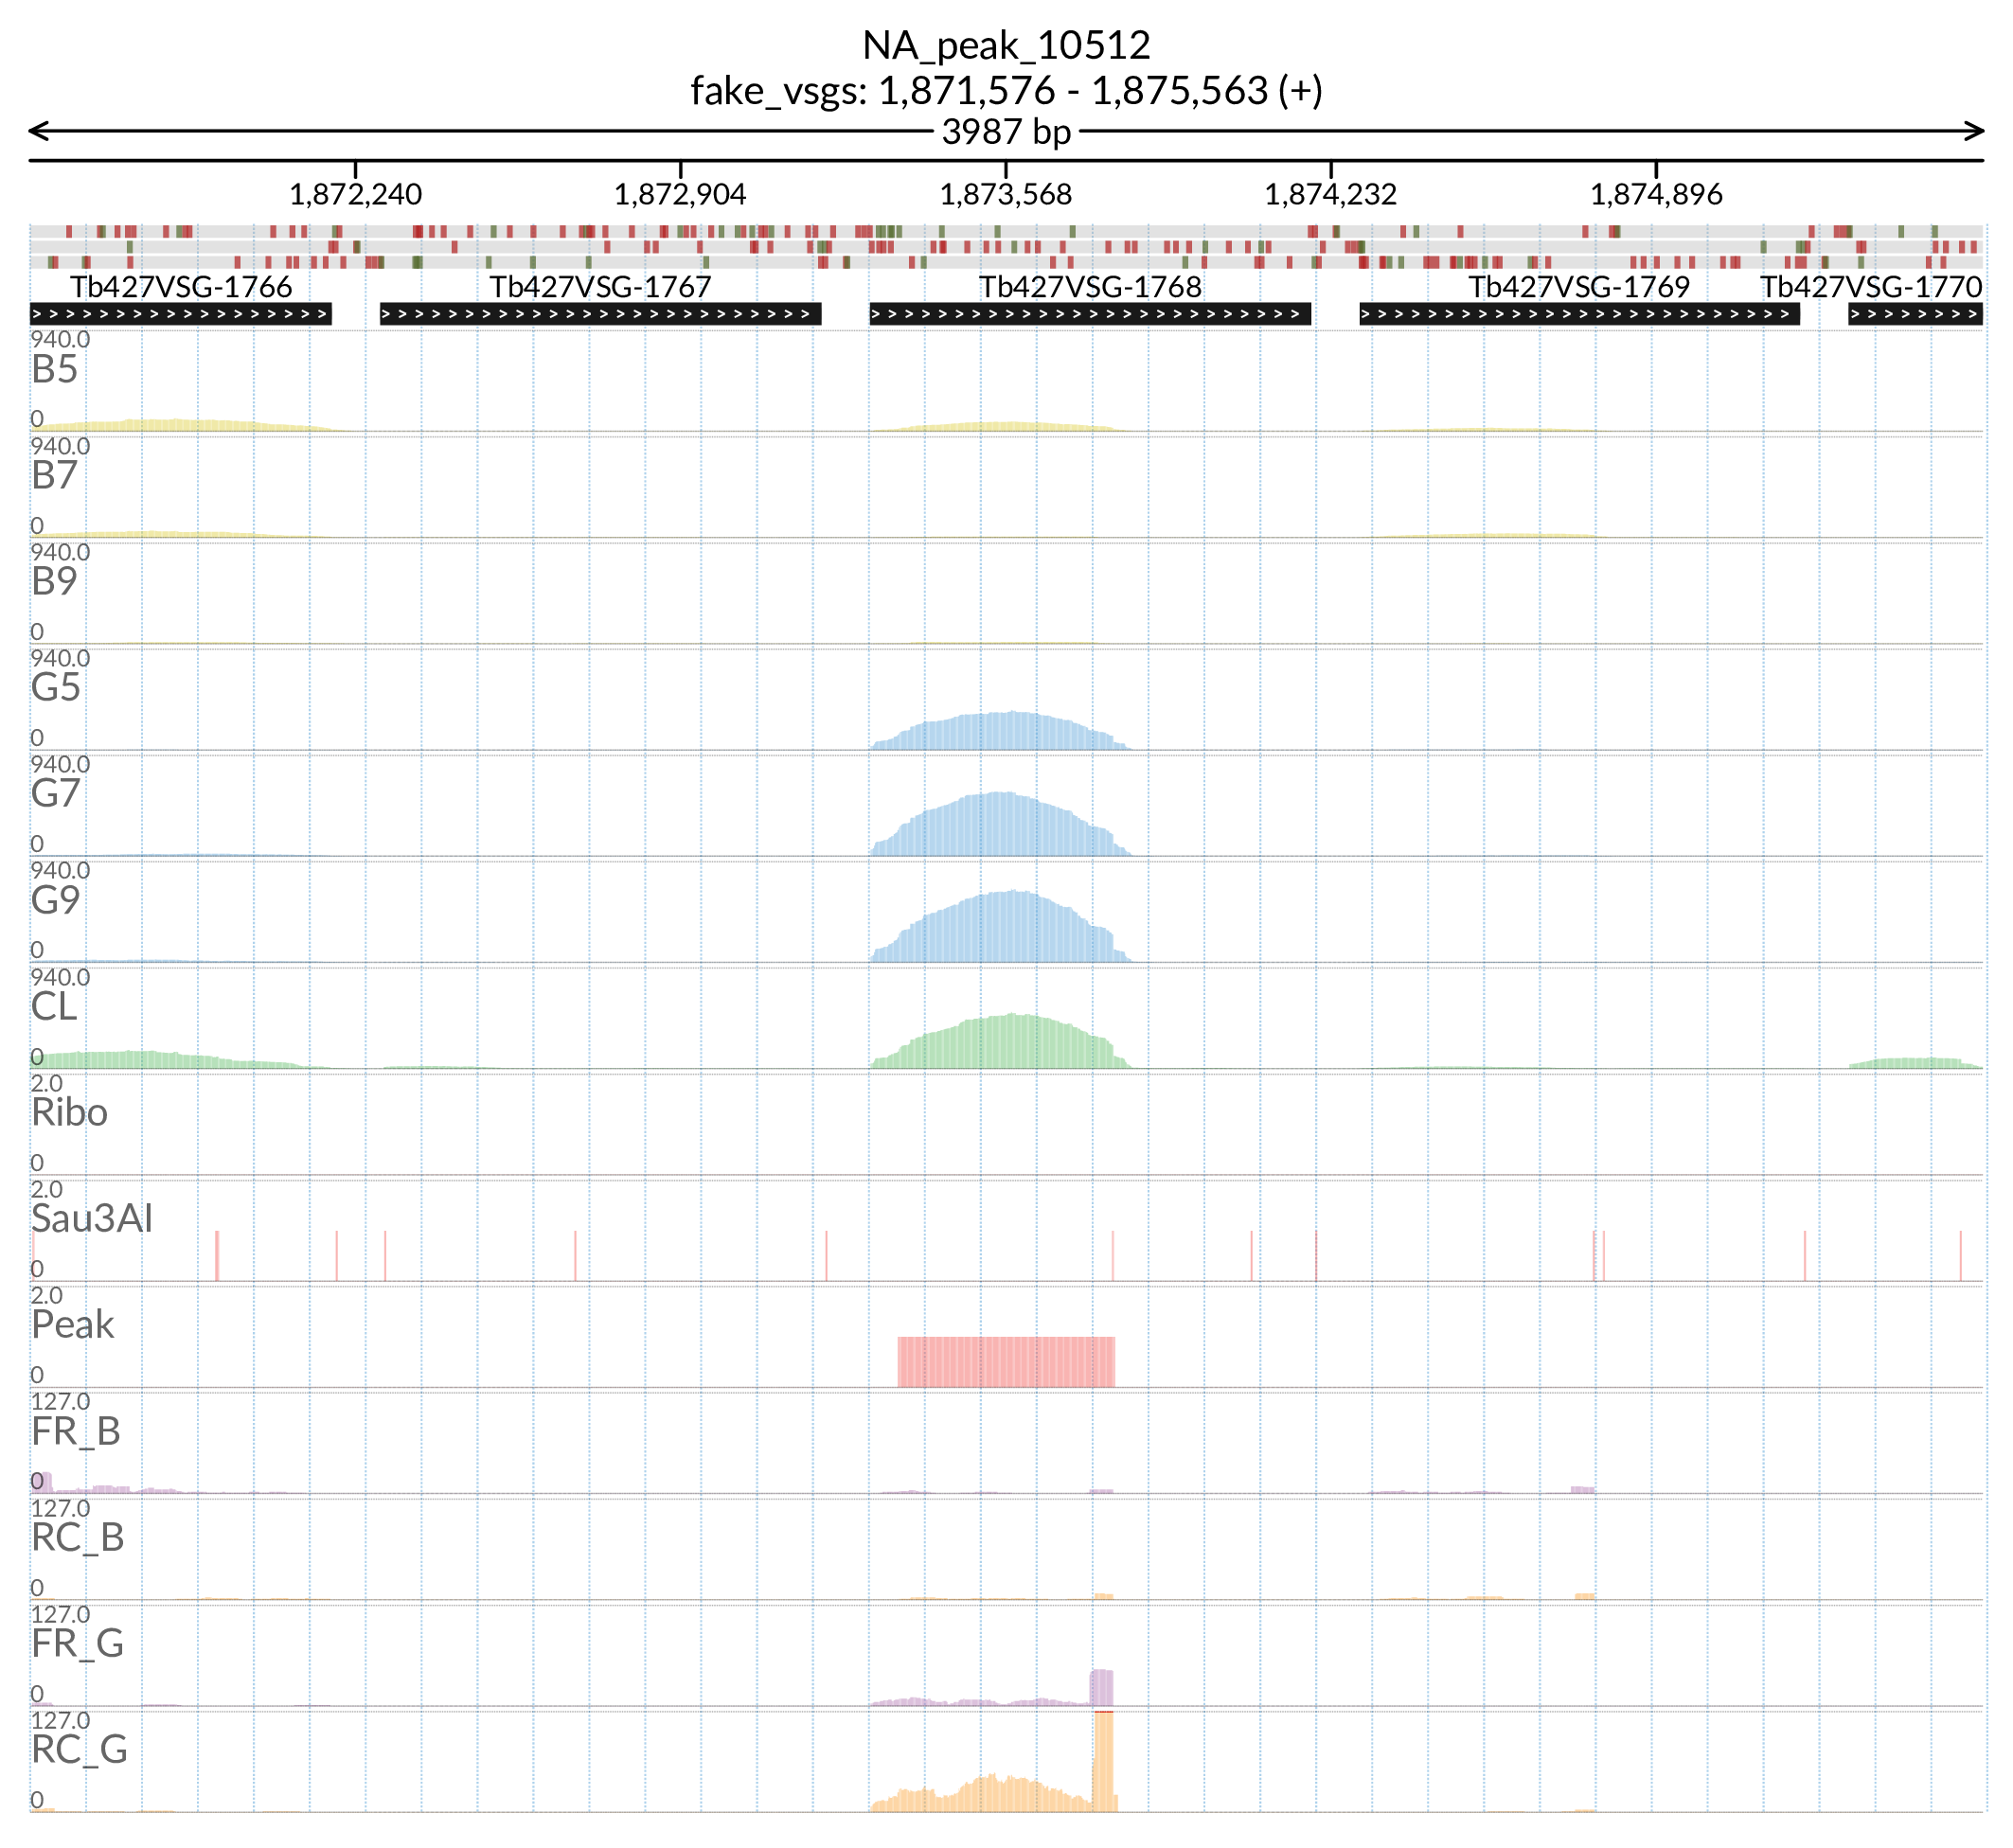 NA_peak_10512
fake_vsgs: 1,871,576 - 1,875,563 (+)
3987 bp
1,872,240 1,872,904 1,873,568 1,874,232 1,874,896
Tb427VSG-1766 Tb427VSG-1767 Tb427VSG-1768 Tb427VSG-1769 Tb427VSG-1770
940.0
B5
0
940.0
B7
0
940.0
B9
0
940.0
G5
0
940.0
G7
0
940.0
G9
0
940.0
CL
0
2.0
Ribo
0
2.0
Sau3AI
0
2.0
Peak
0
127.0
FR_B
0
127.0
RC_B
0
127.0
FR_G
0
127.0
RC_G
0